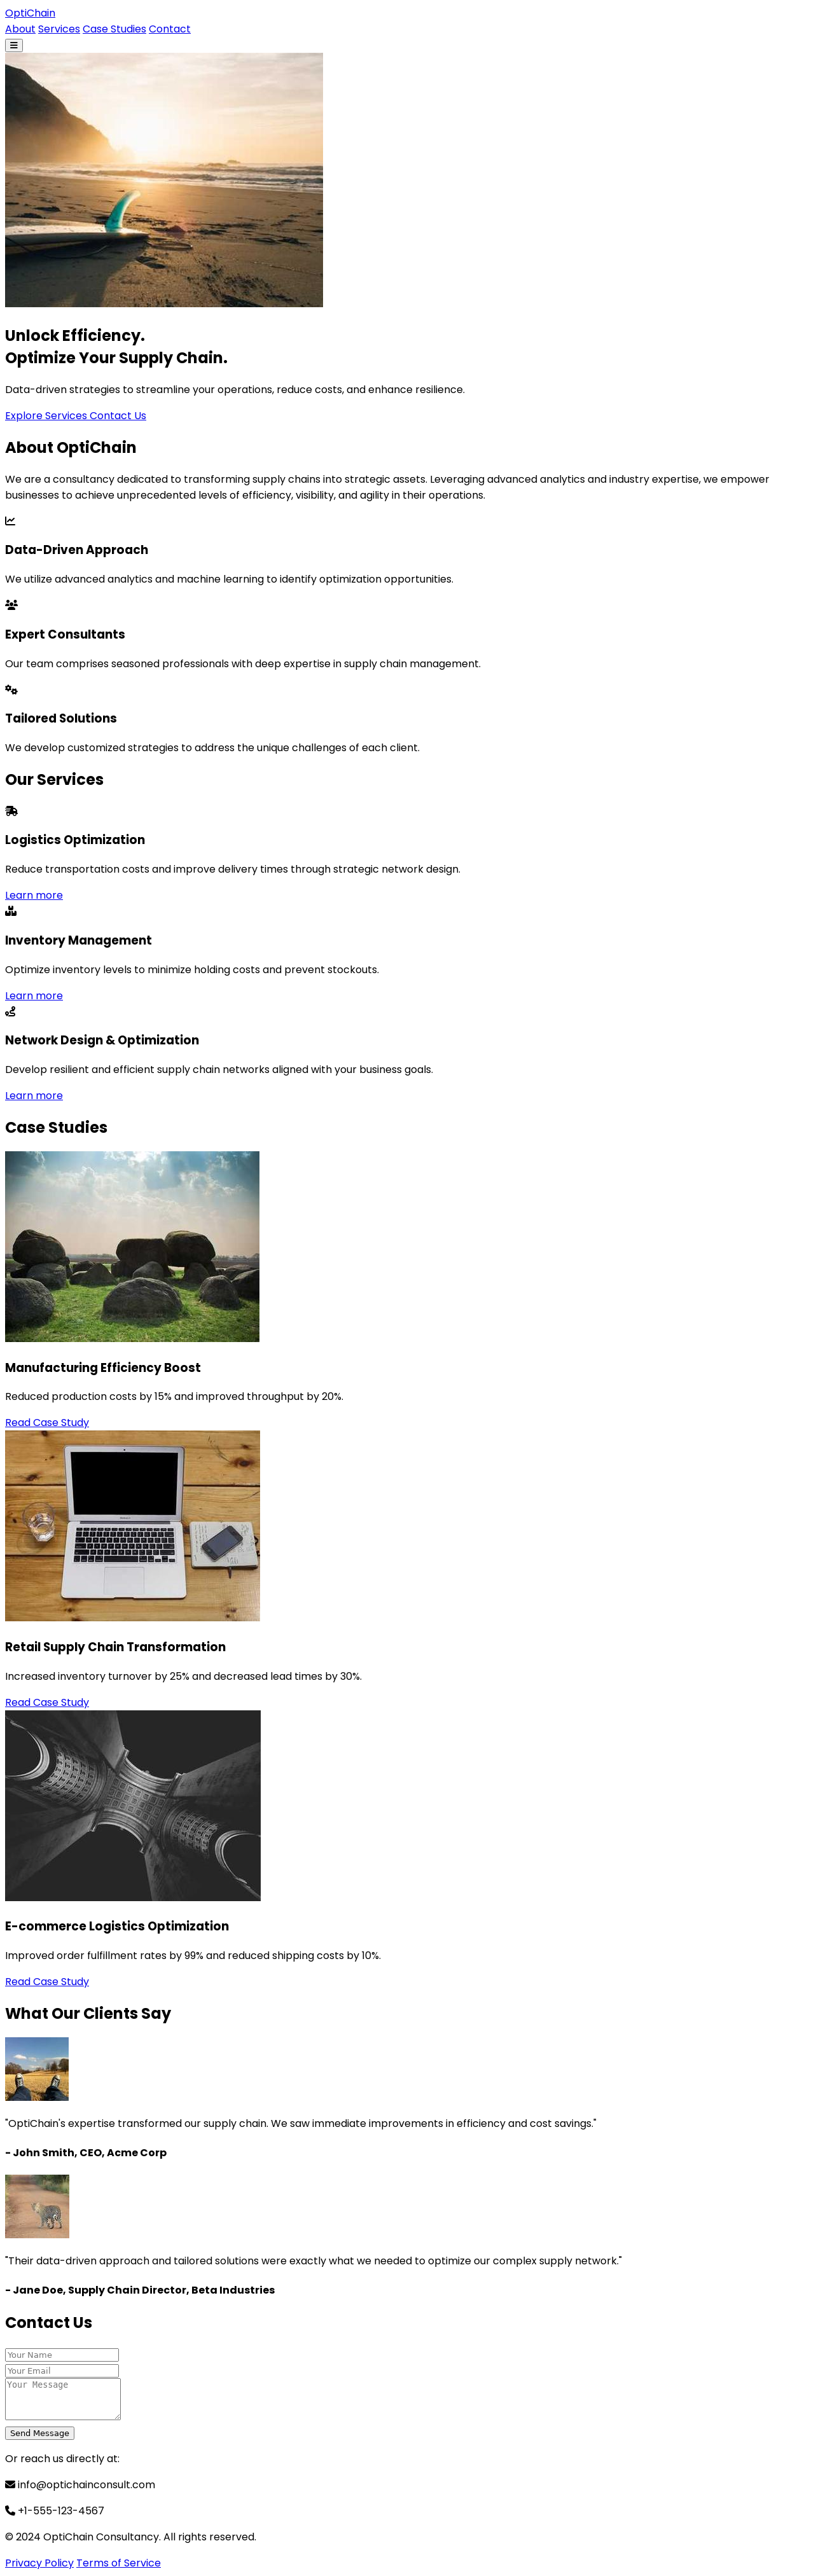 OptiChain
About Services Case Studies Contact
Unlock Efficiency.
Optimize Your Supply Chain.
Data-driven strategies to streamline your operations, reduce costs, and enhance resilience.
Explore Services Contact Us
About OptiChain
We are a consultancy dedicated to transforming supply chains into strategic assets. Leveraging advanced analytics and industry expertise, we empower
businesses to achieve unprecedented levels of efficiency, visibility, and agility in their operations.
Data-Driven Approach
We utilize advanced analytics and machine learning to identify optimization opportunities.
Expert Consultants
Our team comprises seasoned professionals with deep expertise in supply chain management.
Tailored Solutions
We develop customized strategies to address the unique challenges of each client.
Our Services
Logistics Optimization
Reduce transportation costs and improve delivery times through strategic network design.
Learn more
Inventory Management
Optimize inventory levels to minimize holding costs and prevent stockouts.
Learn more
Network Design & Optimization
Develop resilient and efficient supply chain networks aligned with your business goals.
Learn more
Case Studies
Manufacturing Efficiency Boost
Reduced production costs by 15% and improved throughput by 20%.
Read Case Study
Retail Supply Chain Transformation
Increased inventory turnover by 25% and decreased lead times by 30%.
Read Case Study
E-commerce Logistics Optimization
Improved order fulfillment rates by 99% and reduced shipping costs by 10%.
Read Case Study
What Our Clients Say
"OptiChain's expertise transformed our supply chain. We saw immediate improvements in efficiency and cost savings."
- John Smith, CEO, Acme Corp
"Their data-driven approach and tailored solutions were exactly what we needed to optimize our complex supply network."
- Jane Doe, Supply Chain Director, Beta Industries
Contact Us
Your Name
Your Email
Your Message
Send Message
Or reach us directly at:
info@optichainconsult.com
+1-555-123-4567
© 2024 OptiChain Consultancy. All rights reserved.
Privacy Policy Terms of Service